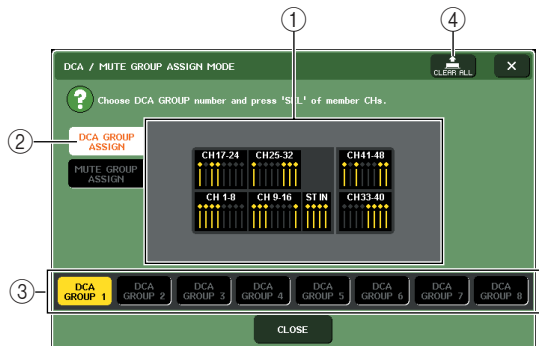 ①
④
DCA / MUTE GROUP ASSIGN MODE
CLEAR ALL
×
? Choose DCA GROUP number and press 'SEL' of member CHs.
②
DCA GROUP ASSIGN
MUTE GROUP ASSIGN
CH17-24 CH25-32 CH41-48
CH 1-8 CH 9-16 ST IN CH33-40
③
DCA GROUP 1
DCA GROUP 2
DCA GROUP 3
DCA GROUP 4
DCA GROUP 5
DCA GROUP 6
DCA GROUP 7
DCA GROUP 8
CLOSE